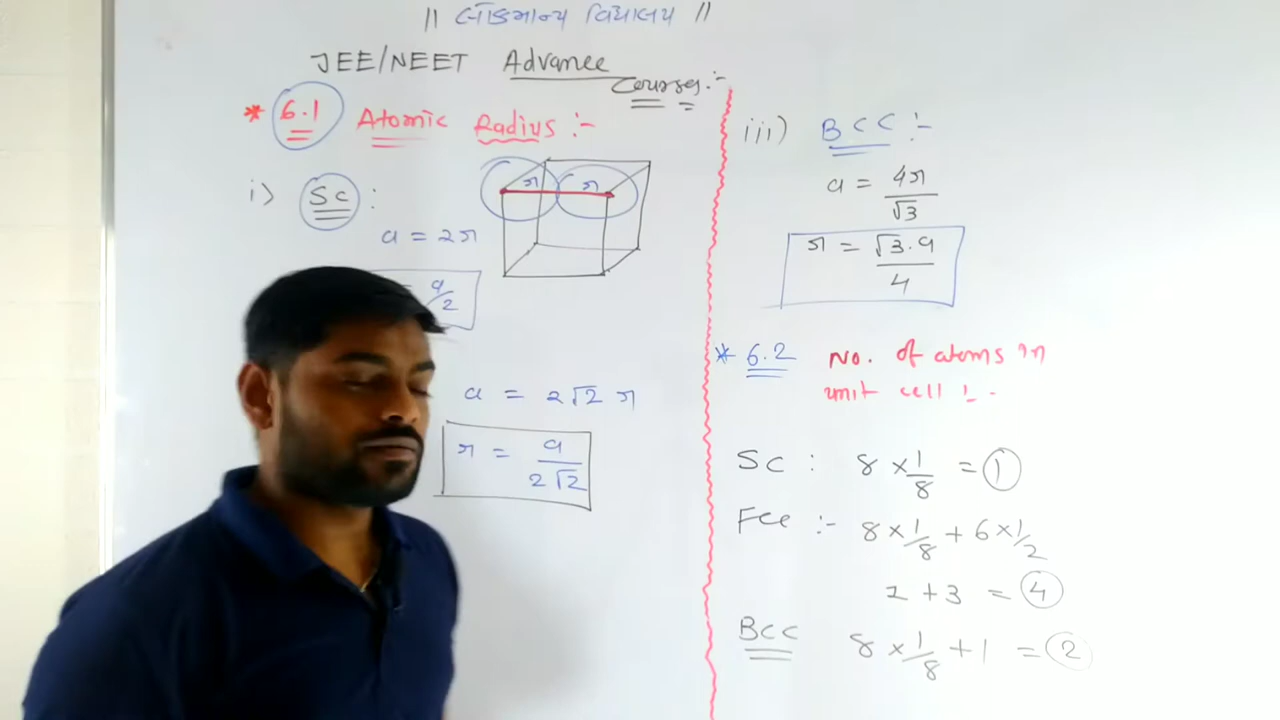 || લોકમાન્ય વિદ્યાલય ||
JEE/NEET Advance
Courses:-
* 6.1 Atomic Radius :-
i) Sc :
r r
a = 2r
= a/2
a = 2√2 r
r = a / 2√2
iii) BCC :-
a = 4r / √3
r = √3.a / 4
* 6.2 No. of atoms in
unit cell :-
SC : 8 × 1/8 = 1
Fcc :- 8 × 1/8 + 6 × 1/2
1 + 3 = 4
BCC 8 × 1/8 + 1 = 2